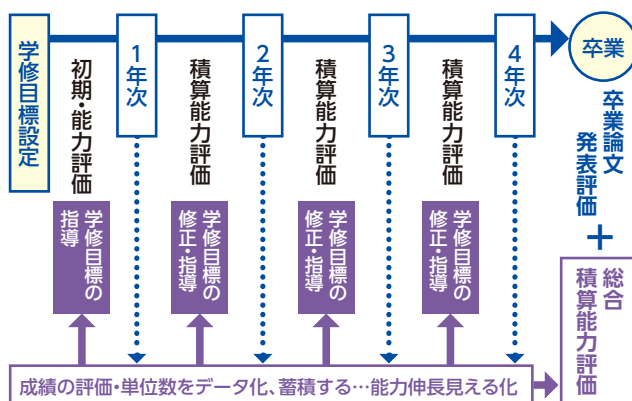 学修目標設定
初期・能力評価
1年次
積算能力評価
2年次
積算能力評価
3年次
積算能力評価
4年次
卒業
卒業論文
発表評価
+
総合
積算能力評価
学修目標の
指導
学修目標の
修正・指導
学修目標の
修正・指導
学修目標の
修正・指導
成績の評価・単位数をデータ化、蓄積する…能力伸長見える化